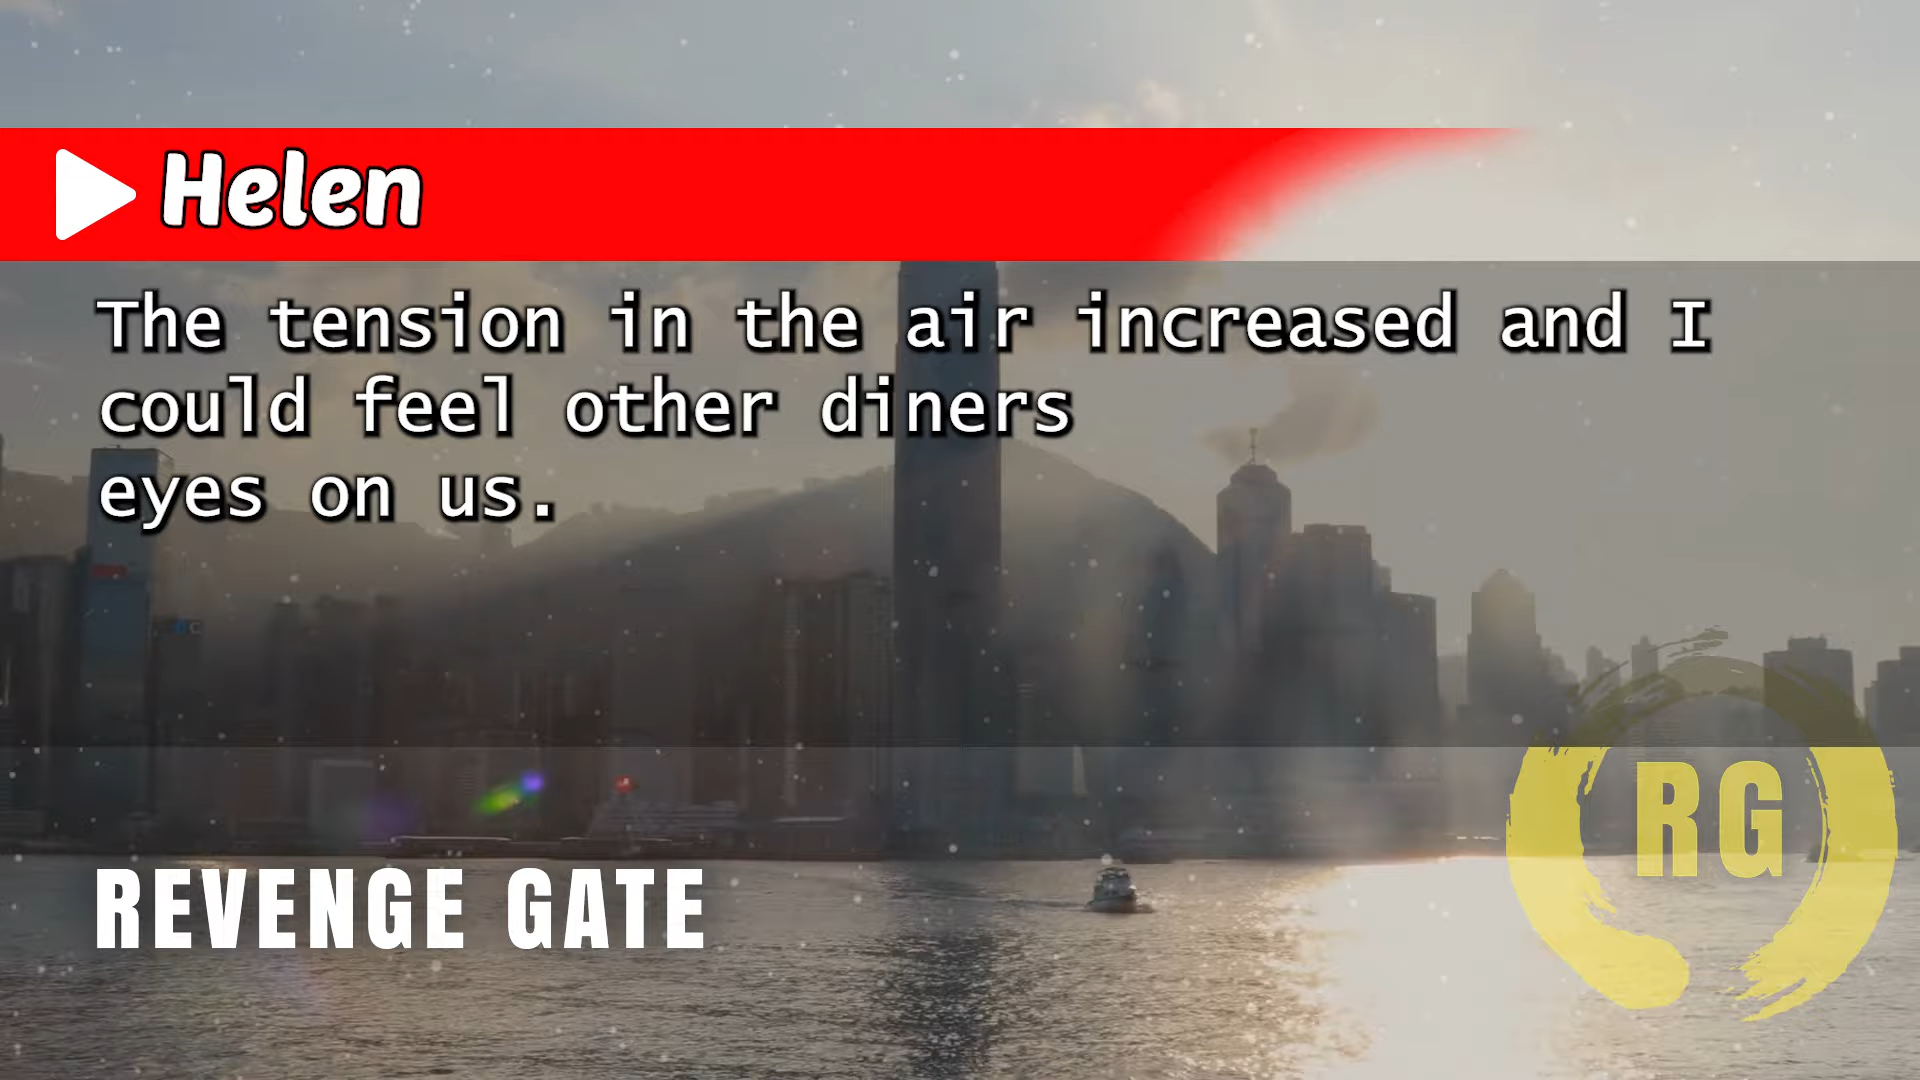 Helen
The tension in the air increased and I
could feel other diners
eyes on us.
RG
REVENGE GATE